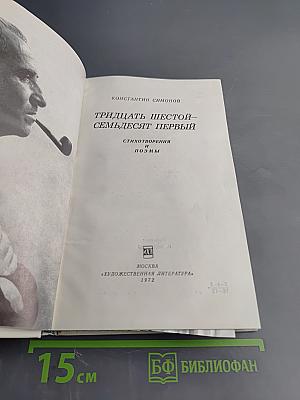 КОНСТАНТИН СИМОНОВ
ТРИДЦАТЬ ШЕСТОЙ—
СЕМЬДЕСЯТ ПЕРВЫЙ
СТИХОТВОРЕНИЯ
И
ПОЭМЫ
МОСКВА
«ХУДОЖЕСТВЕННАЯ ЛИТЕРАТУРА»
1972
15 см
БФ БИБЛИОФАН